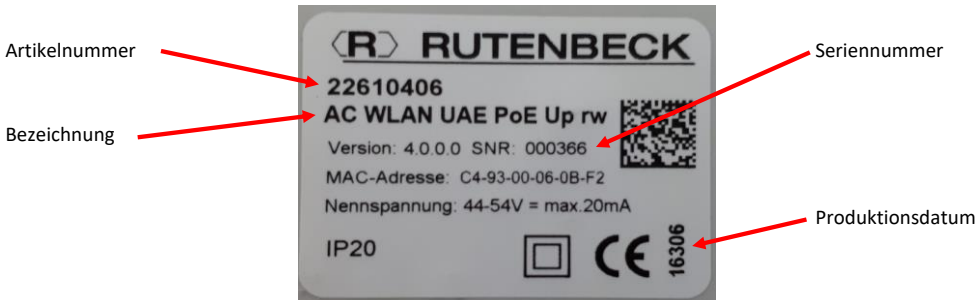 Artikelnummer
Bezeichnung
R RUTENBECK
22610406
AC WLAN UAE PoE Up rw
Version: 4.0.0.0 SNR: 000366
MAC-Adresse: C4-93-00-06-0B-F2
Nennspannung: 44-54V = max.20mA
IP20
CE
16306
Seriennummer
Produktionsdatum